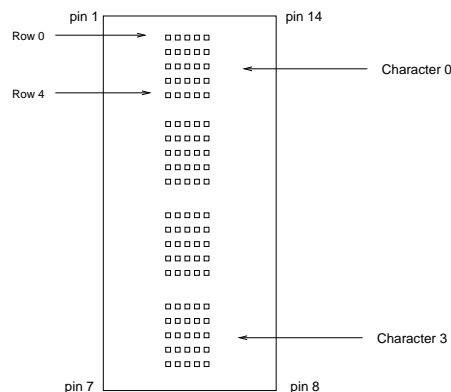 pin 1 pin 14
Row 0
Character 0
Row 4
Character 3
pin 7 pin 8